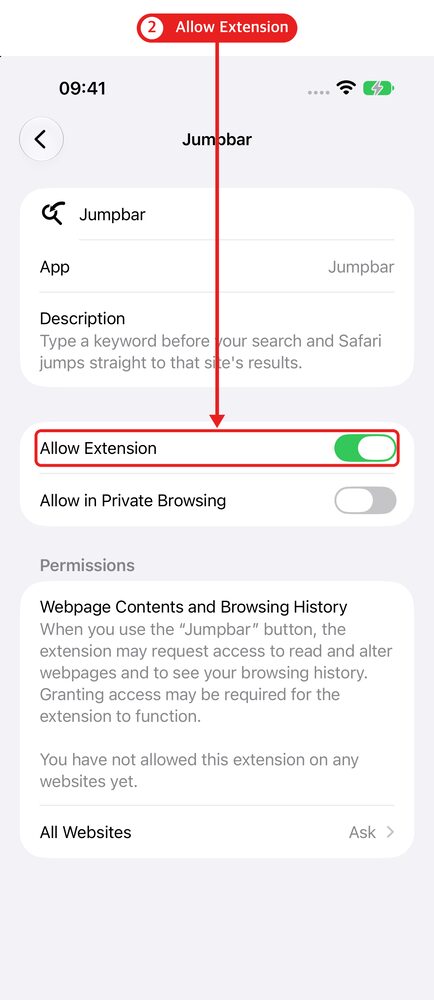 2 Allow Extension
09:41
Jumpbar
Jumpbar
App Jumpbar
Description
Type a keyword before your search and Safari
jumps straight to that site's results.
Allow Extension
Allow in Private Browsing
Permissions
Webpage Contents and Browsing History
When you use the “Jumpbar” button, the
extension may request access to read and alter
webpages and to see your browsing history.
Granting access may be required for the
extension to function.
You have not allowed this extension on any
websites yet.
All Websites Ask